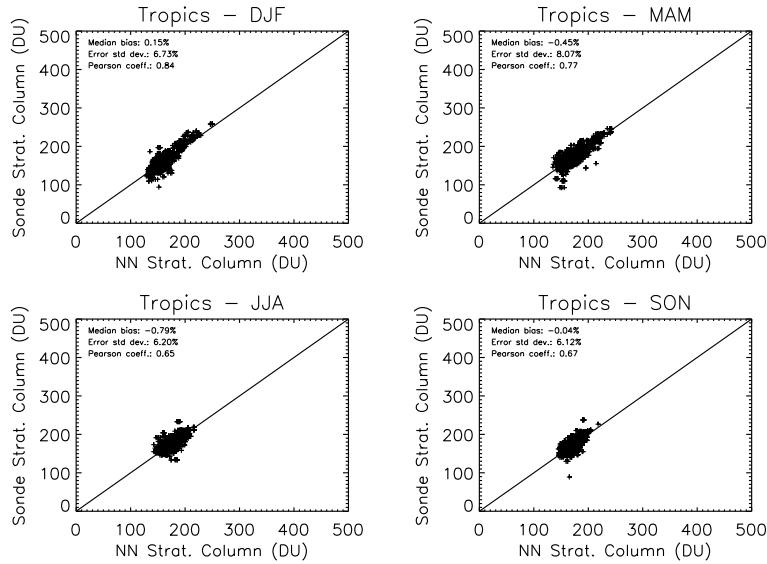 Tropics – DJF
Median bias: 0.15%
Error std dev.: 6.73%
Pearson coeff.: 0.84
Sonde Strat. Column (DU)
500
400
300
200
100
0
0 100 200 300 400 500
NN Strat. Column (DU)
Tropics – MAM
Median bias: –0.45%
Error std dev.: 8.07%
Pearson coeff.: 0.77
Sonde Strat. Column (DU)
500
400
300
200
100
0
0 100 200 300 400 500
NN Strat. Column (DU)
Tropics – JJA
Median bias: –0.79%
Error std dev.: 6.20%
Pearson coeff.: 0.65
Sonde Strat. Column (DU)
500
400
300
200
100
0
0 100 200 300 400 500
NN Strat. Column (DU)
Tropics – SON
Median bias: –0.04%
Error std dev.: 6.12%
Pearson coeff.: 0.67
Sonde Strat. Column (DU)
500
400
300
200
100
0
0 100 200 300 400 500
NN Strat. Column (DU)